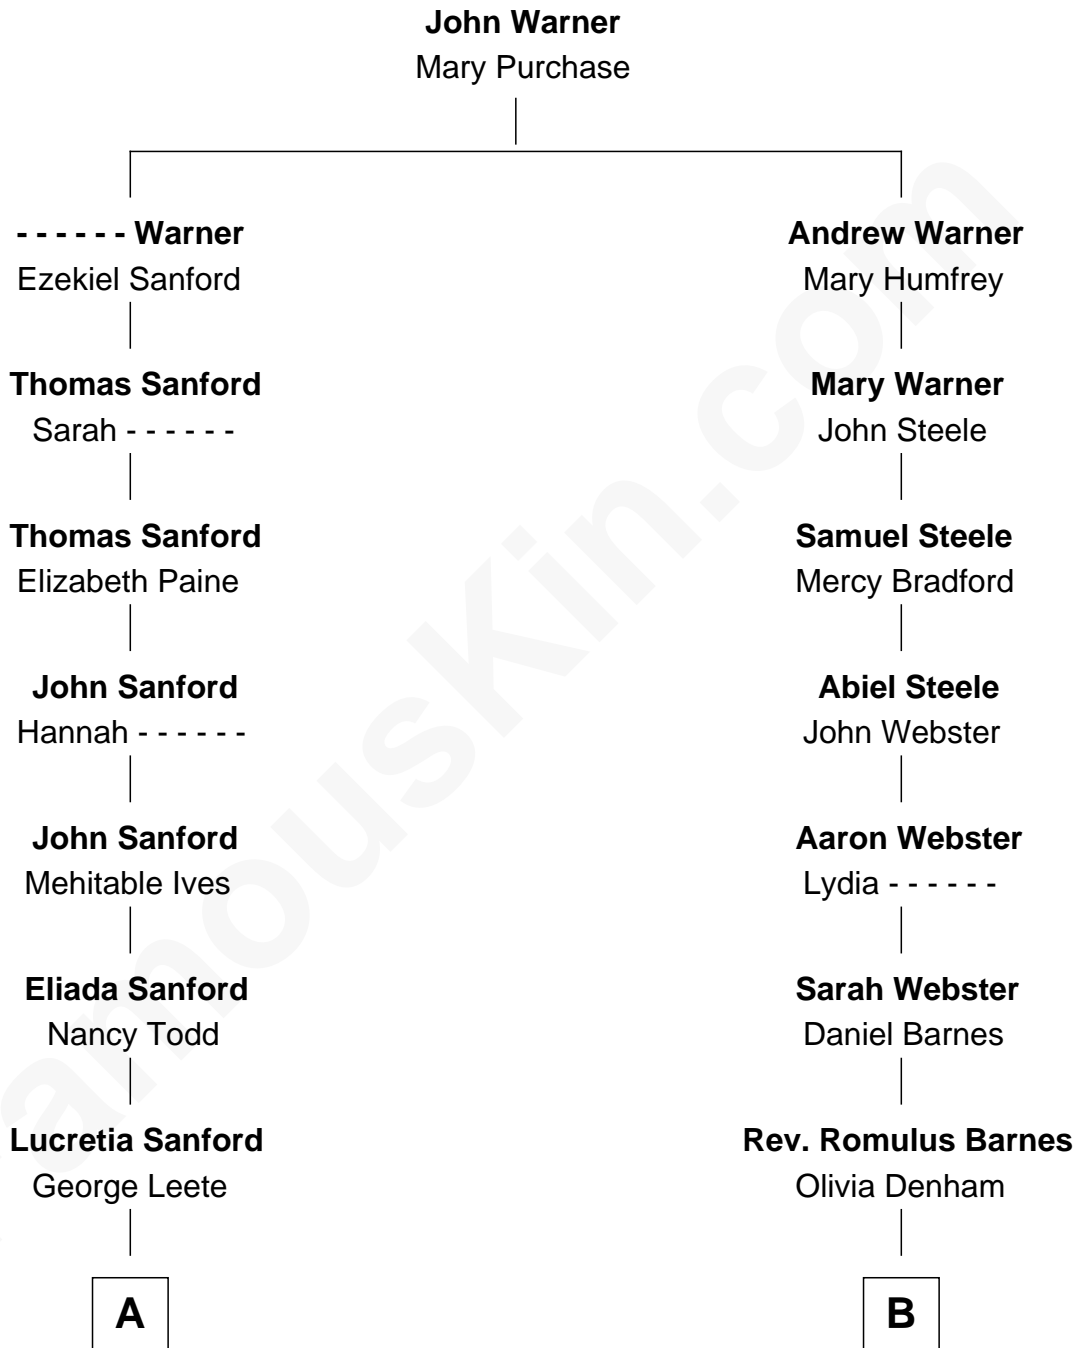 John Warner
Mary Purchase
- - - - - - Warner
Ezekiel Sanford
Andrew Warner
Mary Humfrey
Thomas Sanford
Sarah - - - - - -
Mary Warner
John Steele
Thomas Sanford
Elizabeth Paine
Samuel Steele
Mercy Bradford
John Sanford
Hannah - - - - - -
Abiel Steele
John Webster
John Sanford
Mehitable Ives
Aaron Webster
Lydia - - - - - -
Eliada Sanford
Nancy Todd
Sarah Webster
Daniel Barnes
Lucretia Sanford
George Leete
Rev. Romulus Barnes
Olivia Denham
A
B
amouskin.com